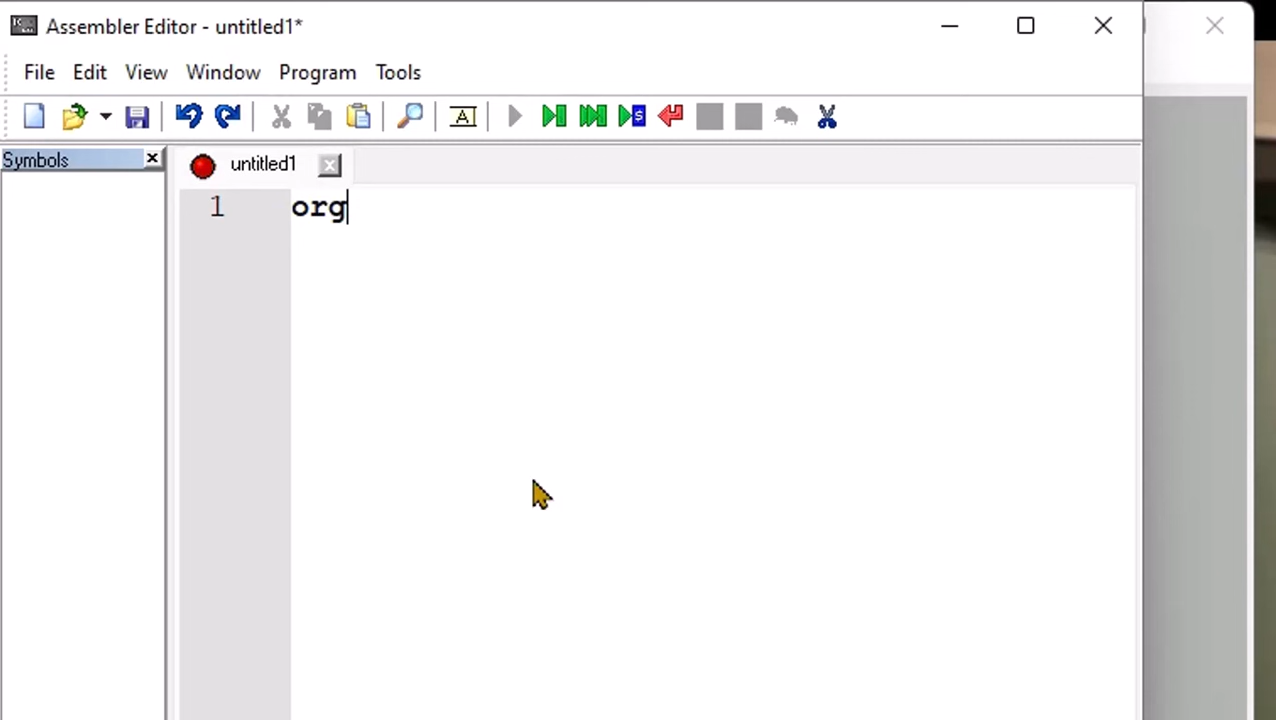 Assembler Editor - untitled1*
File Edit View Window Program Tools
A S
Symbols untitled1
1 org